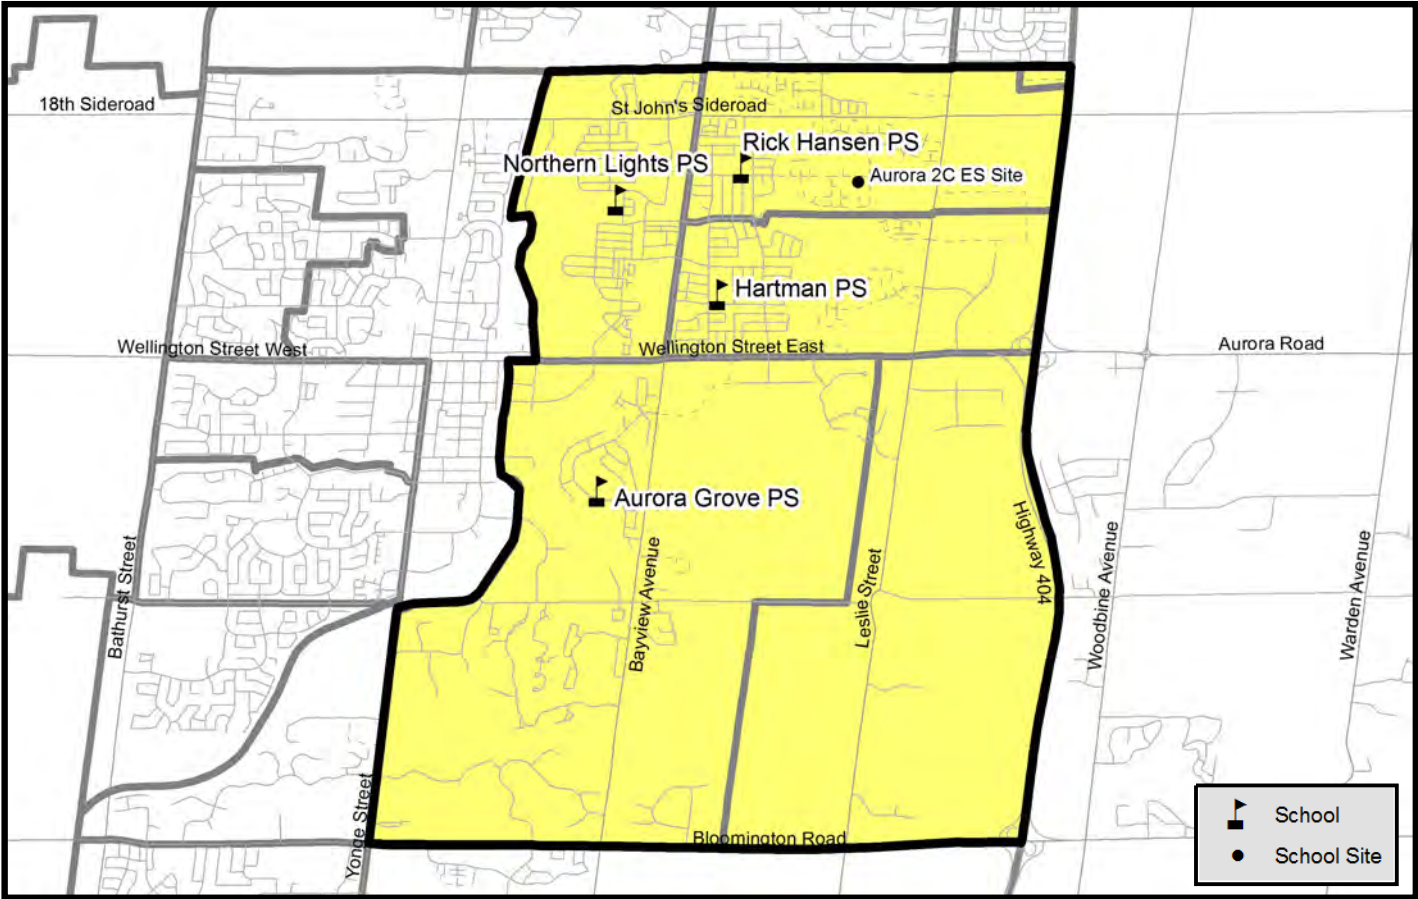 18th Sideroad
St John's Sideroad
Rick Hansen PS
Northern Lights PS
Aurora 2C ES Site
Hartman PS
Wellington Street West
Wellington Street East
Aurora Road
Aurora Grove PS
Highway 404
Bathurst Street
Bayview Avenue
Leslie Street
Woodbine Avenue
Warden Avenue
Yonge Street
Bloomington Road
School
School Site